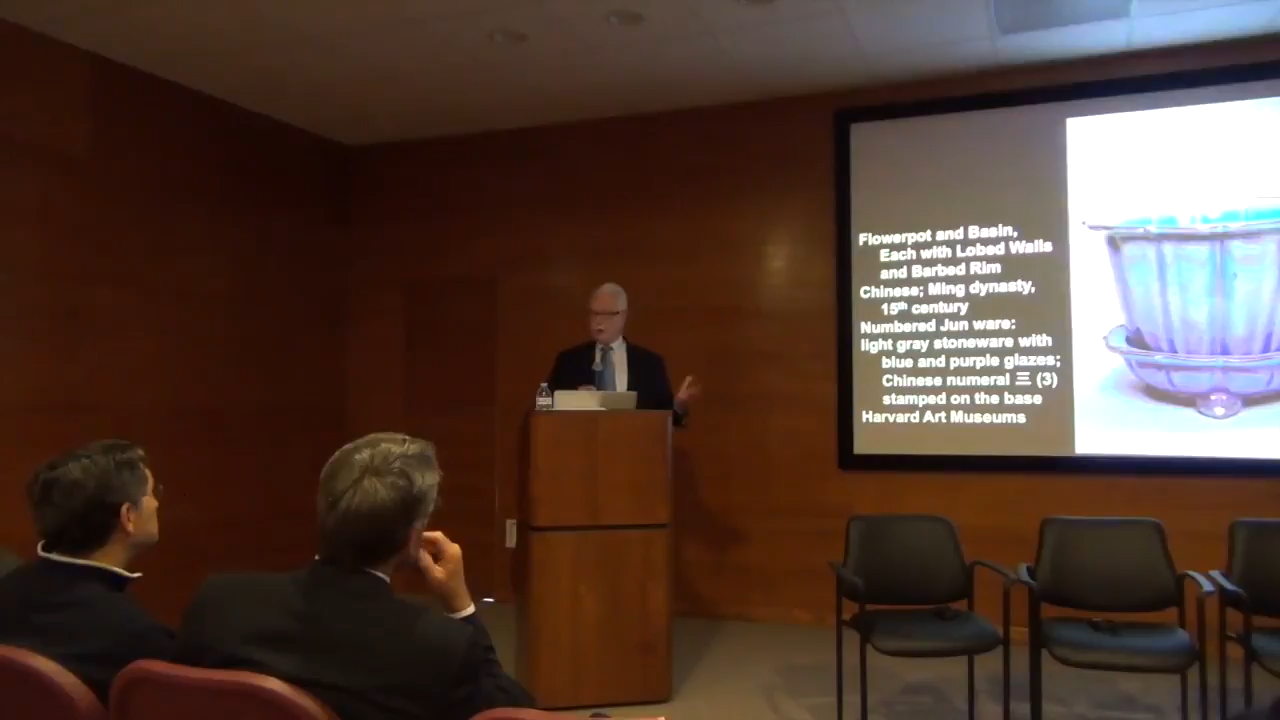 Flowerpot and Basin,
Each with Lobed Walls
and Barbed Rim
Chinese; Ming dynasty,
15th century
Numbered Jun ware:
light gray stoneware with
blue and purple glazes;
Chinese numeral 三 (3)
stamped on the base
Harvard Art Museums